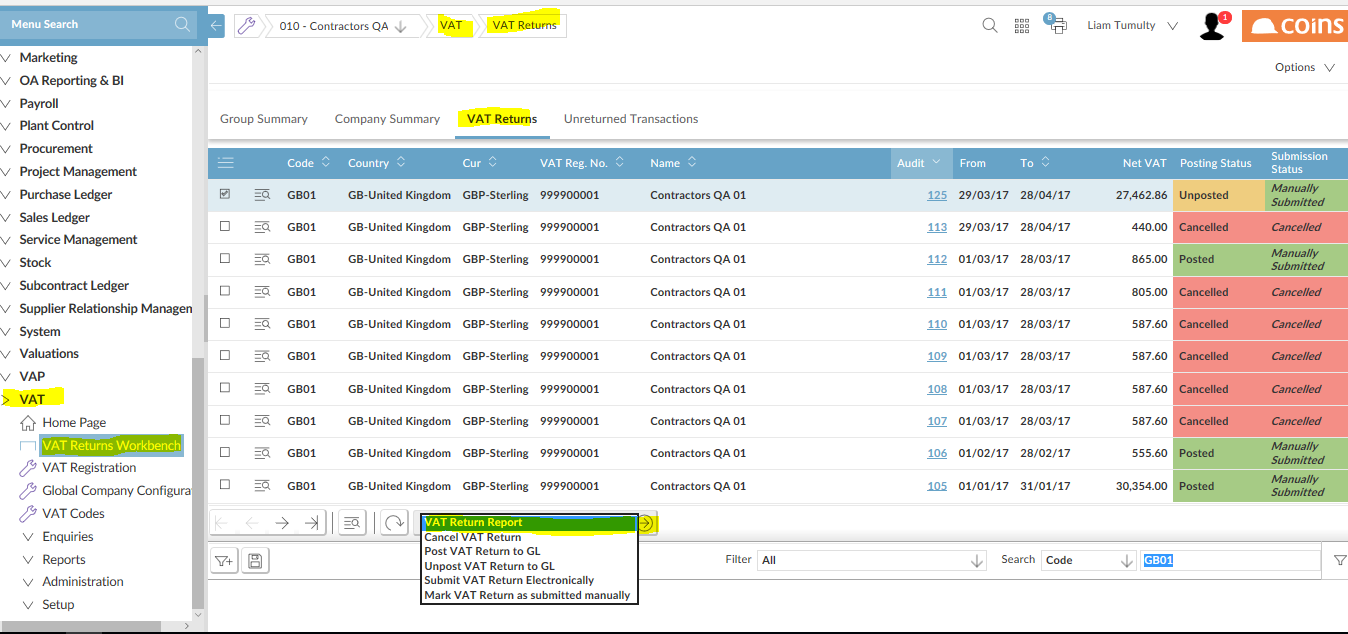 Menu Search
010 - Contractors QA
VAT
VAT Returns
8
Liam Tumulty
1
coins
Options
Marketing
OA Reporting & BI
Payroll
Plant Control
Procurement
Project Management
Purchase Ledger
Sales Ledger
Service Management
Stock
Subcontract Ledger
Supplier Relationship Managen
System
Valuations
VAP
VAT
Home Page
VAT Returns Workbench
VAT Registration
Global Company Configura
VAT Codes
Enquiries
Reports
Administration
Setup
Group Summary Company Summary VAT Returns Unreturned Transactions
Code Country Cur VAT Reg. No. Name Audit From To Net VAT Posting Status Submission Status
GB01 GB-United Kingdom GBP-Sterling 999900001 Contractors QA 01 125 29/03/17 28/04/17 27,462.86 Unposted Manually Submitted
GB01 GB-United Kingdom GBP-Sterling 999900001 Contractors QA 01 113 29/03/17 28/04/17 440.00 Cancelled Cancelled
GB01 GB-United Kingdom GBP-Sterling 999900001 Contractors QA 01 112 01/03/17 28/03/17 865.00 Posted Manually Submitted
GB01 GB-United Kingdom GBP-Sterling 999900001 Contractors QA 01 111 01/03/17 28/03/17 805.00 Cancelled Cancelled
GB01 GB-United Kingdom GBP-Sterling 999900001 Contractors QA 01 110 01/03/17 28/03/17 587.60 Cancelled Cancelled
GB01 GB-United Kingdom GBP-Sterling 999900001 Contractors QA 01 109 01/03/17 28/03/17 587.60 Cancelled Cancelled
GB01 GB-United Kingdom GBP-Sterling 999900001 Contractors QA 01 108 01/03/17 28/03/17 587.60 Cancelled Cancelled
GB01 GB-United Kingdom GBP-Sterling 999900001 Contractors QA 01 107 01/03/17 28/03/17 587.60 Cancelled Cancelled
GB01 GB-United Kingdom GBP-Sterling 999900001 Contractors QA 01 106 01/02/17 28/02/17 555.60 Posted Manually Submitted
GB01 GB-United Kingdom GBP-Sterling 999900001 Contractors QA 01 105 01/01/17 31/01/17 30,354.00 Posted Manually Submitted
VAT Return Report
Cancel VAT Return
Post VAT Return to GL
Unpost VAT Return to GL
Submit VAT Return Electronically
Mark VAT Return as submitted manually
Filter All Search Code GB01